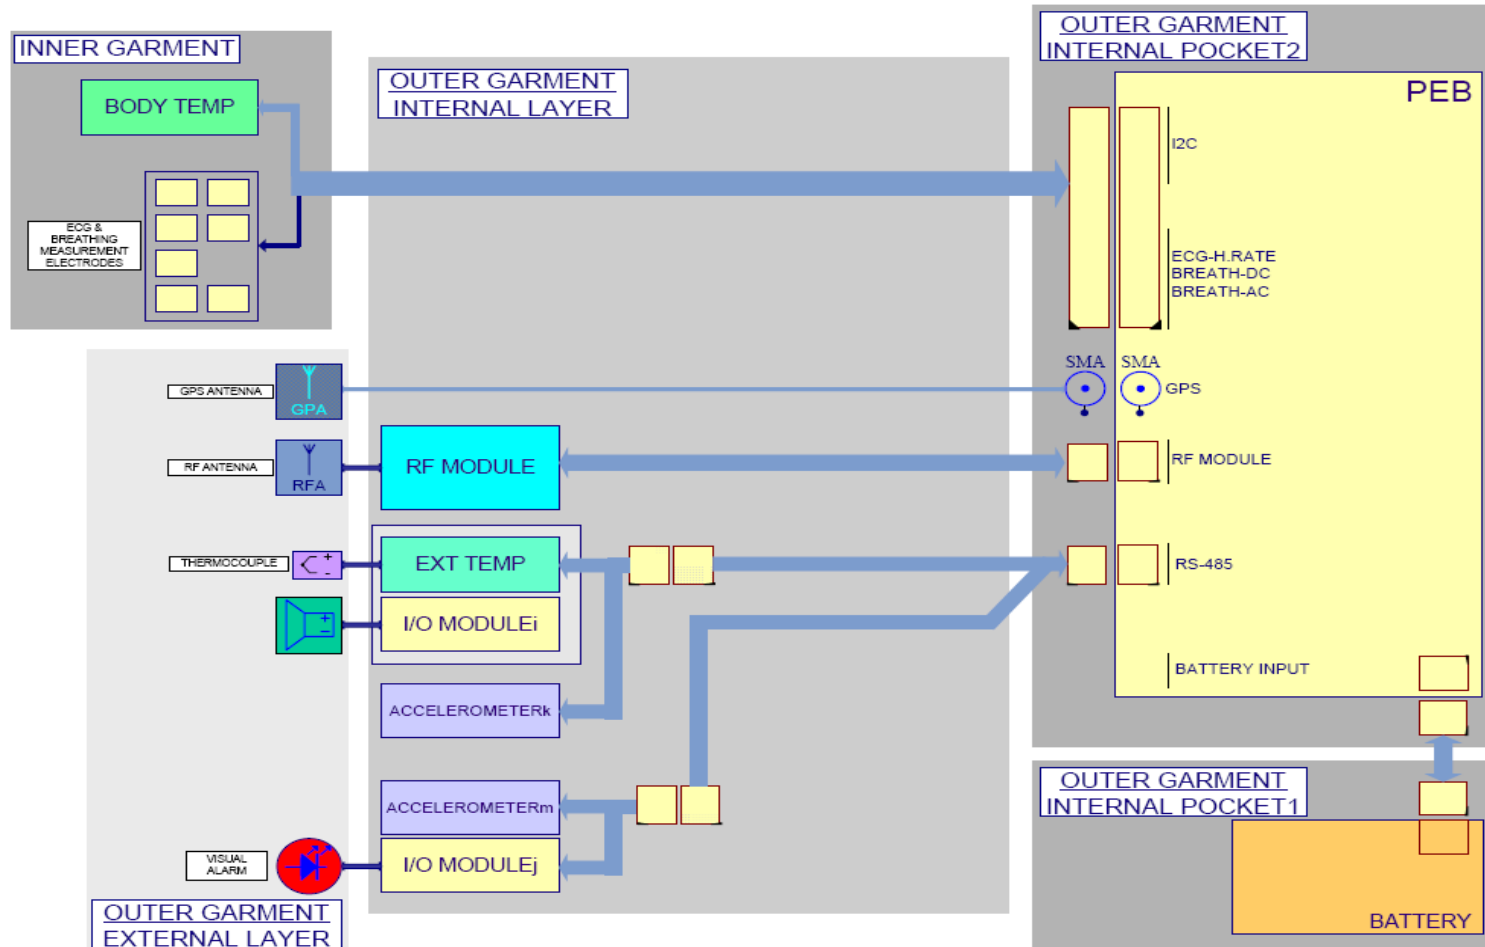 INNER GARMENT
BODY TEMP
ECG &
BREATHING
MEASUREMENT
ELECTRODES
OUTER GARMENT
INTERNAL LAYER
OUTER GARMENT
INTERNAL POCKET2
PEB
I2C
ECG-H.RATE
BREATH-DC
BREATH-AC
SMA
SMA
GPS
GPS ANTENNA
GPA
RF ANTENNA
RFA
RF MODULE
RF MODULE
THERMOCOUPLE
+
-
EXT TEMP
RS-485
+
-
I/O MODULEi
BATTERY INPUT
ACCELEROMETERk
ACCELEROMETERm
VISUAL
ALARM
I/O MODULEj
OUTER GARMENT
INTERNAL POCKET1
BATTERY
OUTER GARMENT
EXTERNAL LAYER